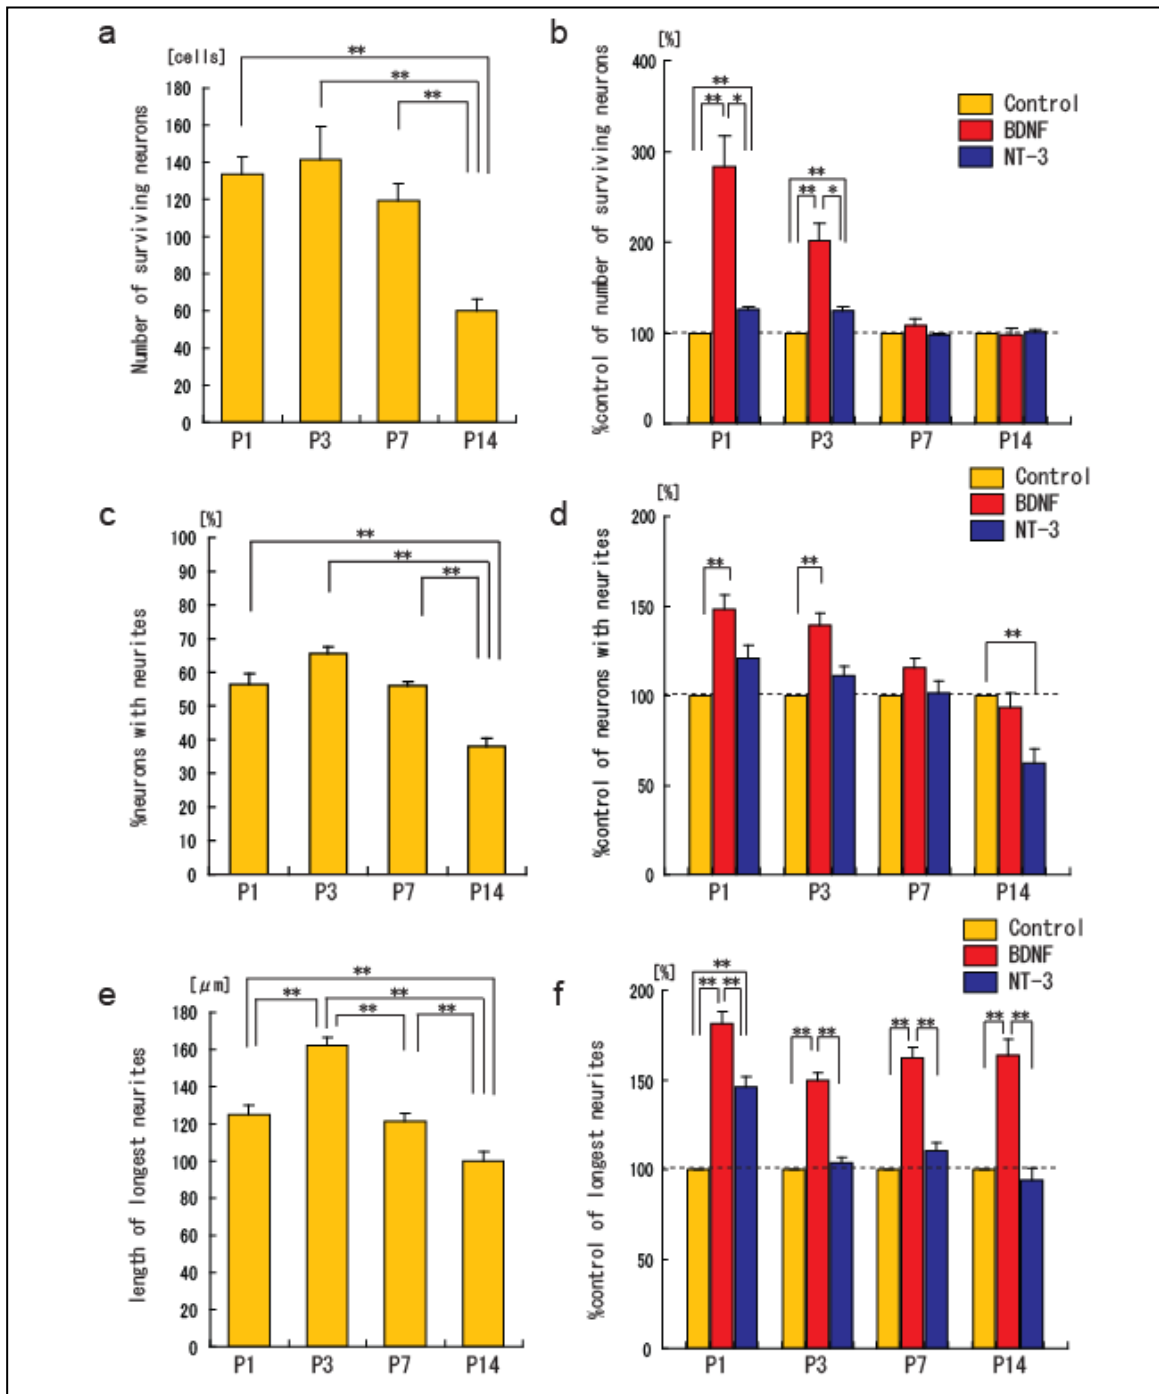 a
[cells]
Number of surviving neurons
180
160
140
120
100
80
60
40
20
0
**
**
**
P1 P3 P7 P14
b
[%]
%control of number of surviving neurons
400
300
200
100
0
**
** *
**
** *
Control
BDNF
NT-3
P1 P3 P7 P14
c
[%]
%neurons with neurites
100
90
80
70
60
50
40
30
20
10
0
**
**
**
P1 P3 P7 P14
d
[%]
%control of neurons with neurites
200
150
100
50
0
**
**
**
Control
BDNF
NT-3
P1 P3 P7 P14
e
[μm]
length of longest neurites
180
160
140
120
100
80
60
40
20
0
**
** **
** **
P1 P3 P7 P14
f
[%]
%control of longest neurites
200
150
100
50
0
**
** **
** **
** **
** **
Control
BDNF
NT-3
P1 P3 P7 P14